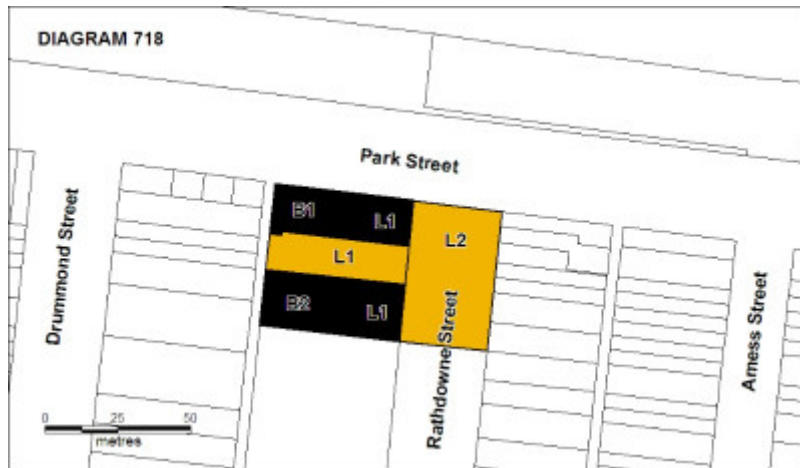 DIAGRAM 718
Park Street
B1 L1
L2
L1
B2 L1
Drummond Street
Rathdowne Street
Amess Street
0 25 50
metres